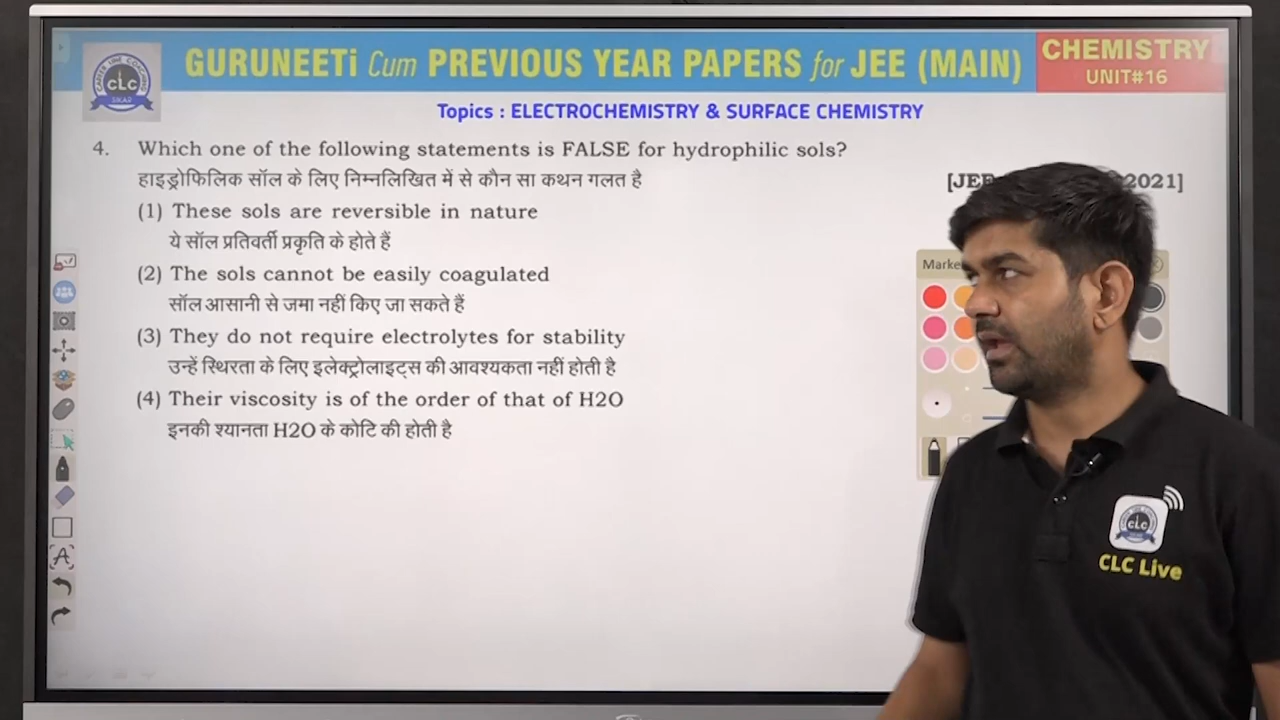 GURUNEETi Cum PREVIOUS YEAR PAPERS for JEE (MAIN)
CHEMISTRY
UNIT#16
CLC
SIKAR
Topics : ELECTROCHEMISTRY & SURFACE CHEMISTRY
4. Which one of the following statements is FALSE for hydrophilic sols?
हाइड्रोफिलिक सॉल के लिए निम्नलिखित में से कौन सा कथन गलत है
[JEE 2021]
(1) These sols are reversible in nature
ये सॉल प्रतिवर्ती प्रकृति के होते हैं
(2) The sols cannot be easily coagulated
सॉल आसानी से जमा नहीं किए जा सकते हैं
(3) They do not require electrolytes for stability
उन्हें स्थिरता के लिए इलेक्ट्रोलाइट्स की आवश्यकता नहीं होती है
(4) Their viscosity is of the order of that of H2O
इनकी श्यानता H2O के कोटि की होती है
CLC
CLC Live